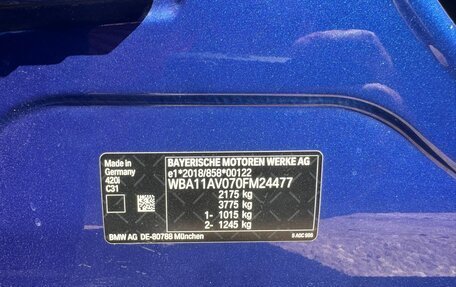 Made in
Germany
420i
C31
BAYERISCHE MOTOREN WERKE AG
e1*2018/858*00122
WBA11AV070FM24477
2175 kg
3775 kg
1- 1015 kg
2- 1245 kg
BMW AG DE-80788 München